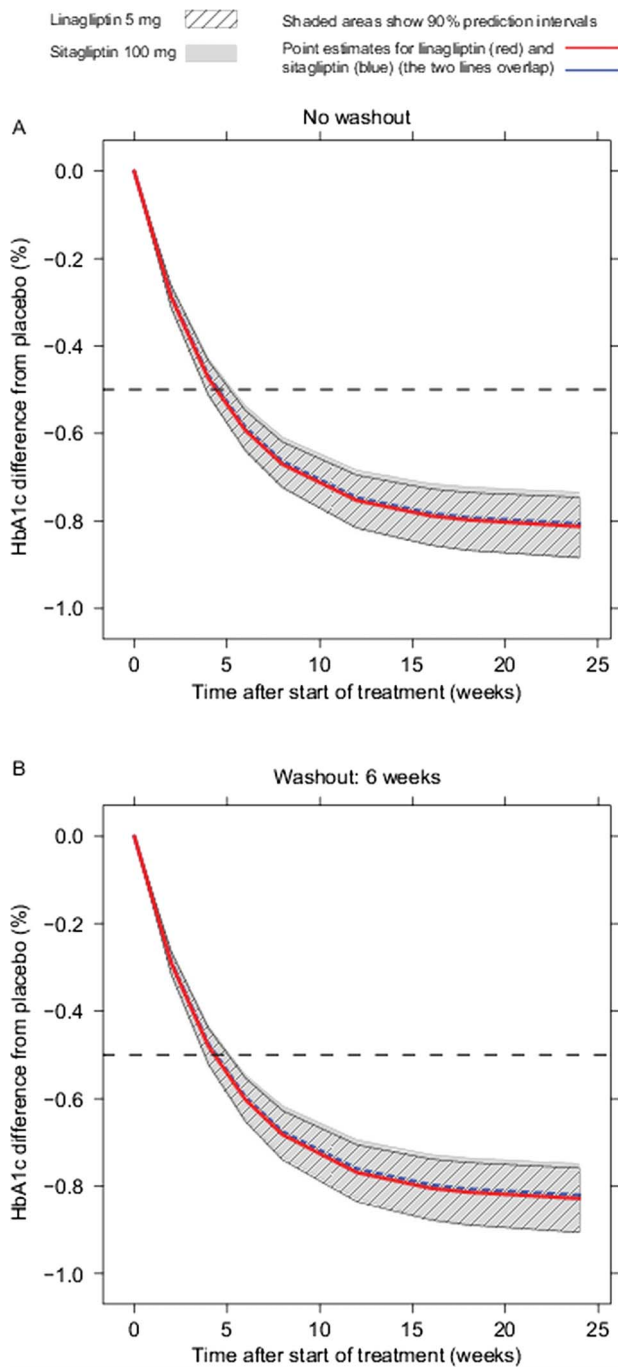 Linagliptin 5 mg
Sitagliptin 100 mg
Shaded areas show 90% prediction intervals
Point estimates for linagliptin (red) and
sitagliptin (blue) (the two lines overlap)
A
No washout
0.0
−0.2
−0.4
−0.6
−0.8
−1.0
HbA1c difference from placebo (%)
0 5 10 15 20 25
Time after start of treatment (weeks)
B
Washout: 6 weeks
0.0
−0.2
−0.4
−0.6
−0.8
−1.0
HbA1c difference from placebo (%)
0 5 10 15 20 25
Time after start of treatment (weeks)